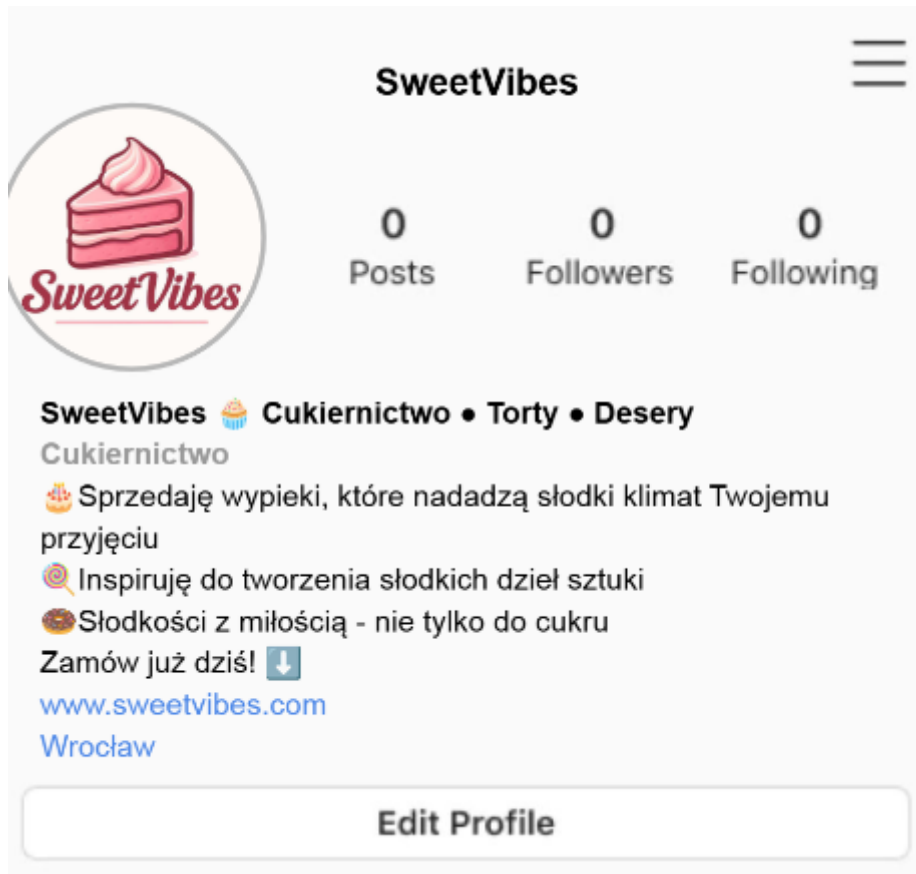 SweetVibes
SweetVibes
0 0 0
Posts Followers Following
SweetVibes 🧁 Cukiernictwo ● Torty ● Desery
Cukiernictwo
🎂Sprzedaję wypieki, które nadadzą słodki klimat Twojemu
przyjęciu
🍭Inspiruję do tworzenia słodkich dzieł sztuki
🍩Słodkości z miłością - nie tylko do cukru
Zamów już dziś! ⬇️
www.sweetvibes.com
Wrocław
Edit Profile